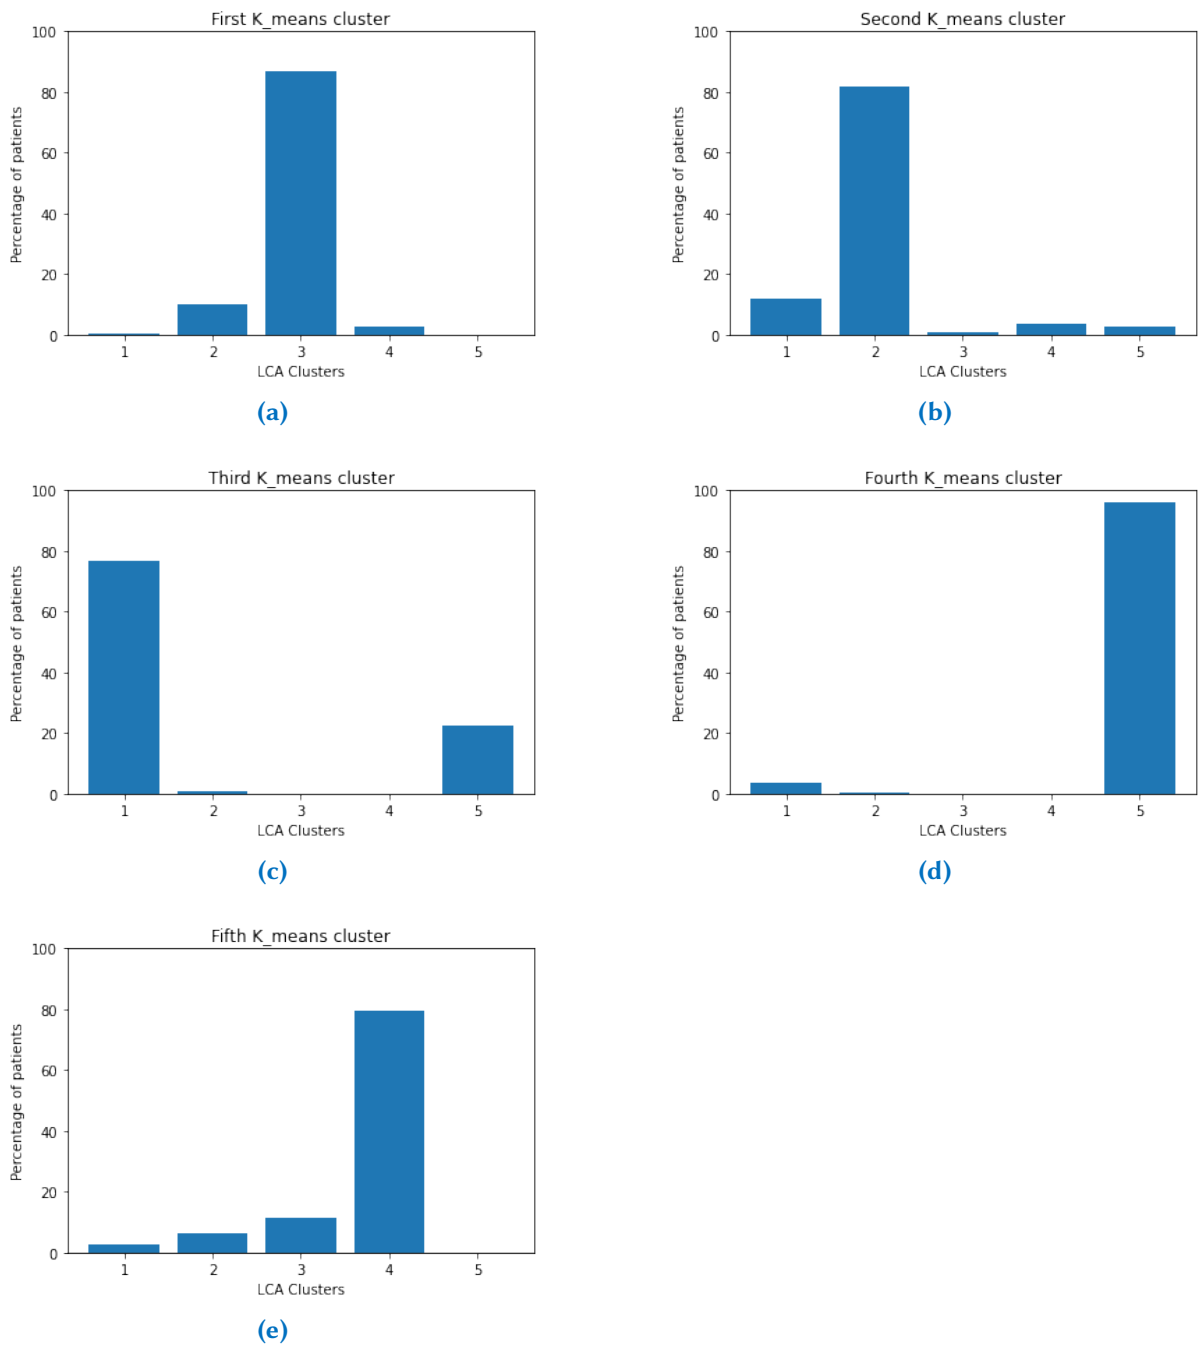 First K_means cluster
100
80
60
40
20
0
Percentage of patients
1 2 3 4 5
LCA Clusters
(a)
Second K_means cluster
100
80
60
40
20
0
Percentage of patients
1 2 3 4 5
LCA Clusters
(b)
Third K_means cluster
100
80
60
40
20
0
Percentage of patients
1 2 3 4 5
LCA Clusters
(c)
Fourth K_means cluster
100
80
60
40
20
0
Percentage of patients
1 2 3 4 5
LCA Clusters
(d)
Fifth K_means cluster
100
80
60
40
20
0
Percentage of patients
1 2 3 4 5
LCA Clusters
(e)